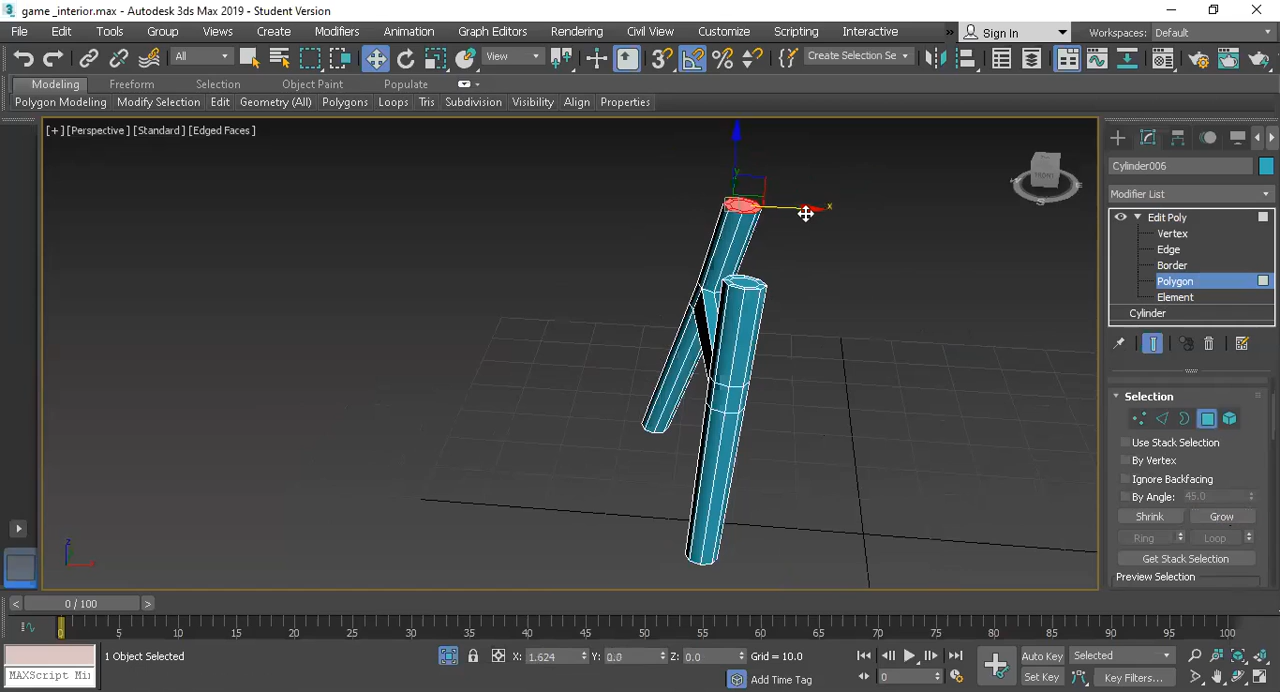 game _interior.max - Autodesk 3ds Max 2019 - Student Version
File Edit Tools Group Views Create Modifiers Animation Graph Editors Rendering Civil View Customize Scripting Interactive » Sign In Workspaces: Default
All View Create Selection Se
Modeling Freeform Selection Object Paint Populate
Polygon Modeling Modify Selection Edit Geometry (All) Polygons Loops Tris Subdivision Visibility Align Properties
[+] [Perspective ] [Standard ] [Edged Faces ]
FRONT
x
z
Cylinder006
Modifier List
Edit Poly
Vertex
Edge
Border
Polygon
Element
Cylinder
Selection
Use Stack Selection
By Vertex
Ignore Backfacing
By Angle: 45.0
Shrink Grow
Ring Loop
Get Stack Selection
Preview Selection
< 0 / 100 >
0 5 10 15 20 25 30 35 40 45 50 55 60 65 70 75 80 85 90 95 100
1 Object Selected X: 1.624 Y: 0.0 Z: 0.0 Grid = 10.0 Auto Key Selected
MAXScript Mi Add Time Tag 0 Set Key Key Filters...